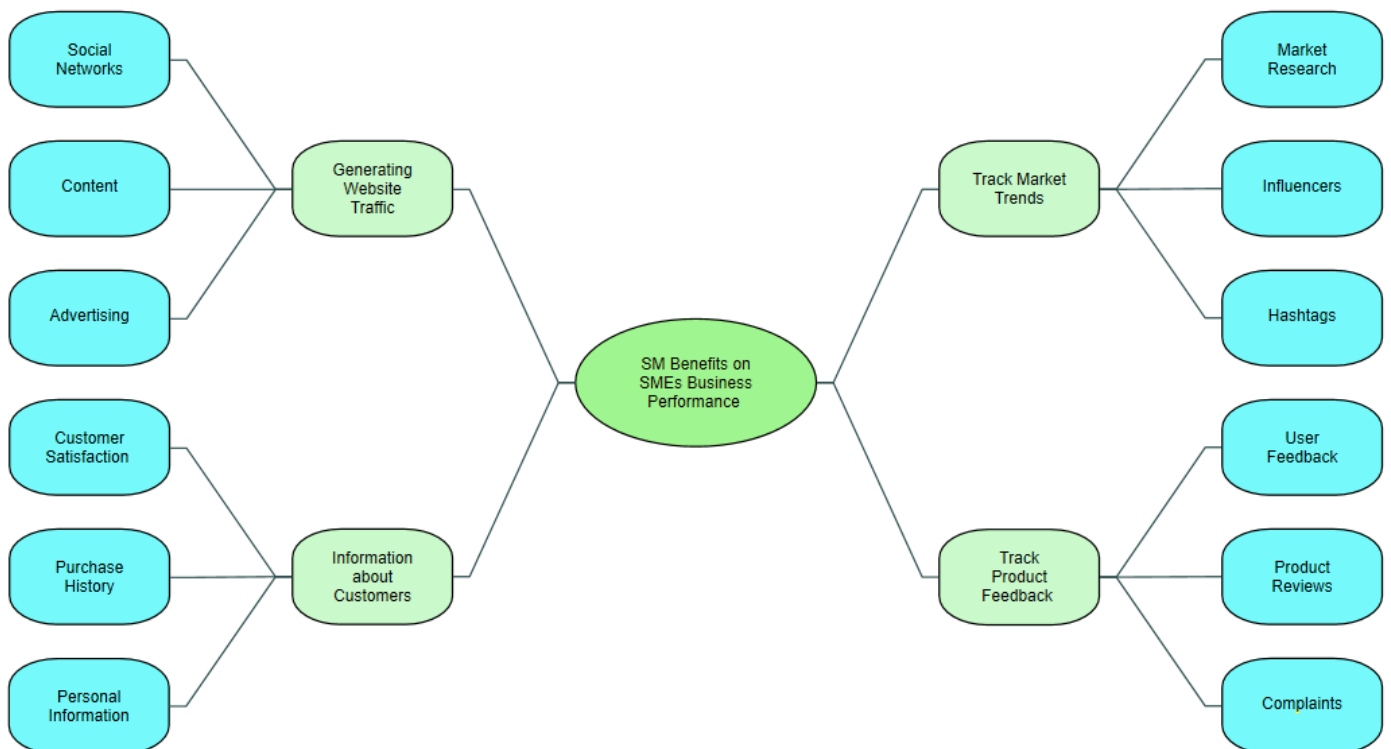 Social
Networks
Content
Advertising
Generating
Website
Traffic
Customer
Satisfaction
Purchase
History
Personal
Information
Information
about
Customers
SM Benefits on
SMEs Business
Performance
Track Market
Trends
Market
Research
Influencers
Hashtags
Track
Product
Feedback
User
Feedback
Product
Reviews
Complaints